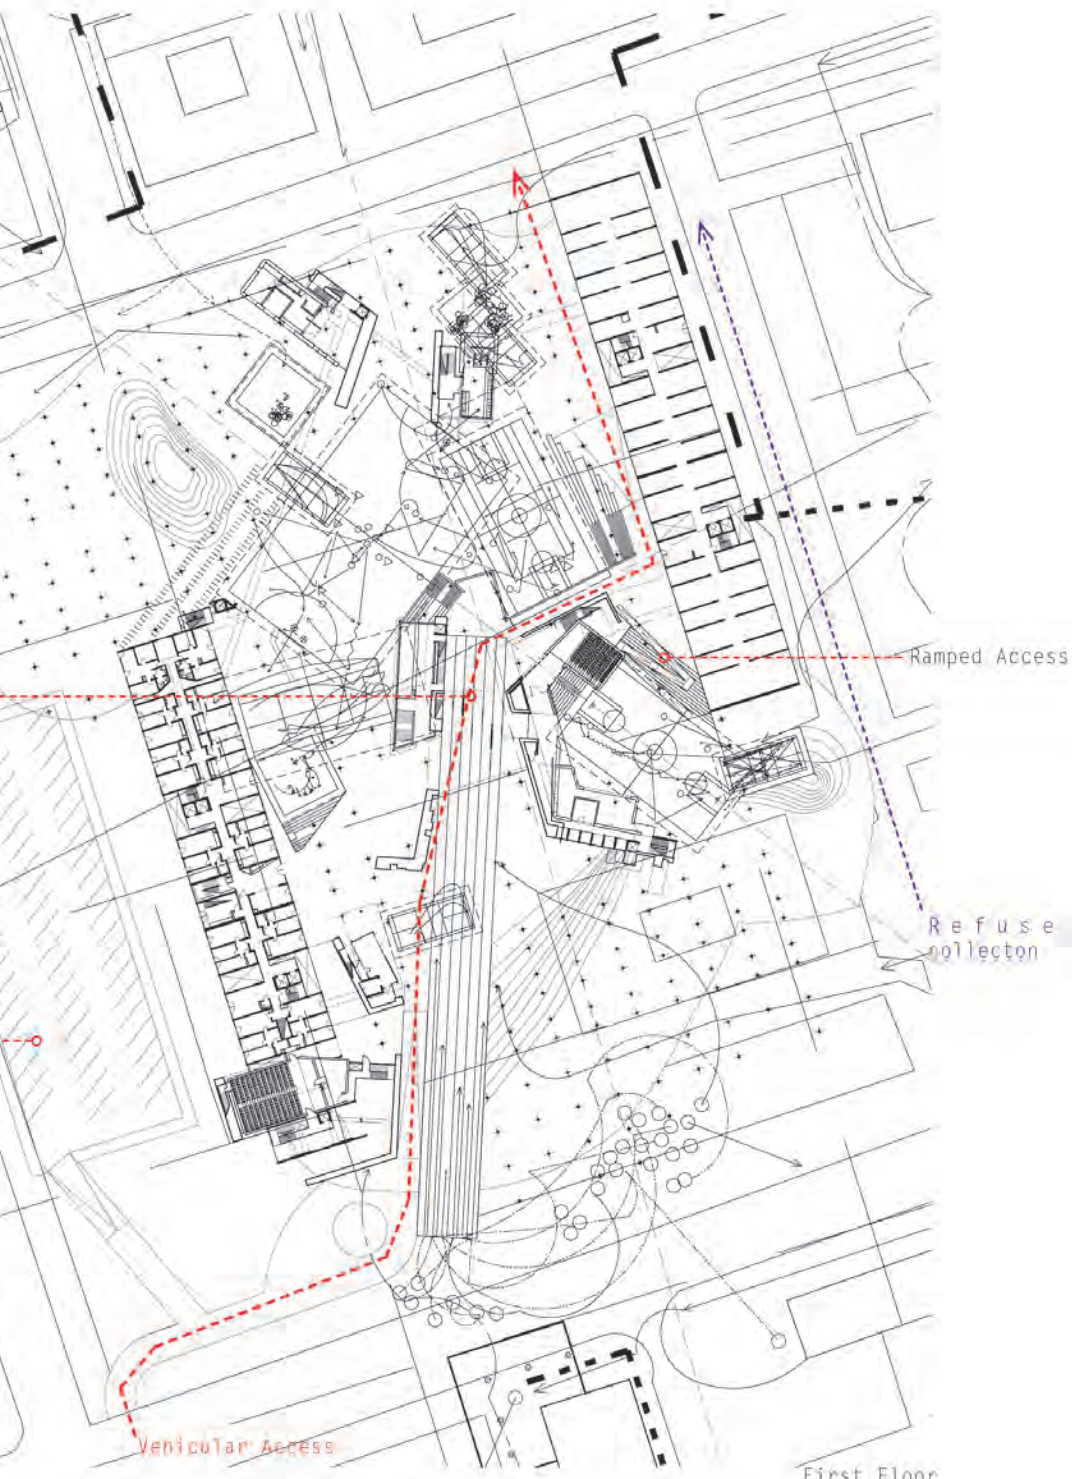 Ramped Access
Refuse
collecton
Vehicular Access
First Floor